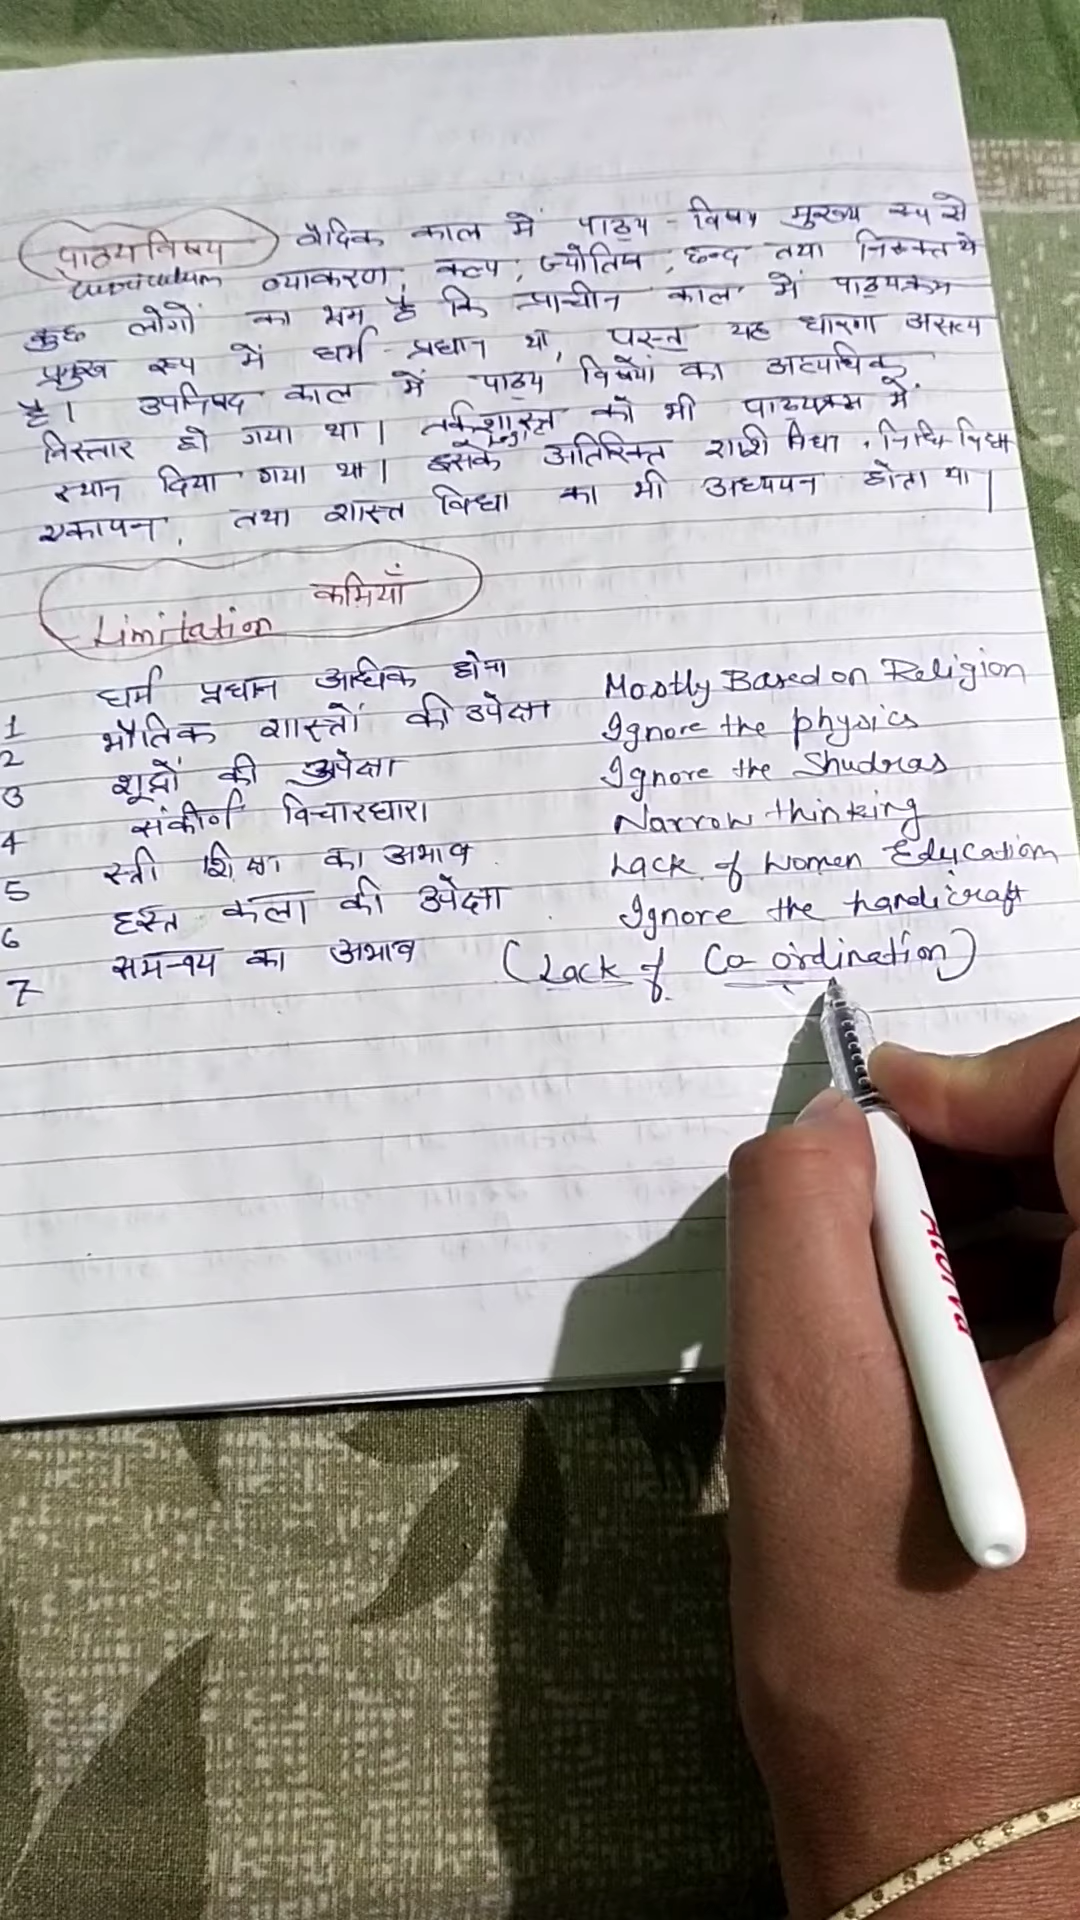 पाठ्यविषय वैदिक काल में पाठ्य - विषय मुख्य रूप से
Curriculum व्याकरण, कल्प, ज्योतिष, छन्द तथा निरूक्त थे
कुछ लोगों का भ्रम है कि प्राचीन काल में पाठ्यक्रम
प्रमुख रूप में धर्म प्रधान था, परन्तु यह धारणा असत्य
है। उपनिषद काल में पाठ्य विषयों का अत्यधिक
विस्तार हो गया था। तर्कशास्त्र को भी पाठ्यक्रम में
स्थान दिया गया था। इसके अतिरिक्त राशि विधा, निधि विधा
एकापन, तथा शास्त्र विधा का भी अध्ययन होता था।
कमियाँ
Limitation
1 धर्म प्रधान अधिक होना Mostly Based on Religion
2 भौतिक शास्त्रों की उपेक्षा Ignore the physics
3 शूद्रों की उपेक्षा Ignore the Shudras
4 संकीर्ण विचारधारा Narrow thinking
5 स्त्री शिक्षा का अभाव Lack of women Education
6 हस्त कला की उपेक्षा Ignore the handicraft
7 समन्वय का अभाव (Lack of Co ordination)